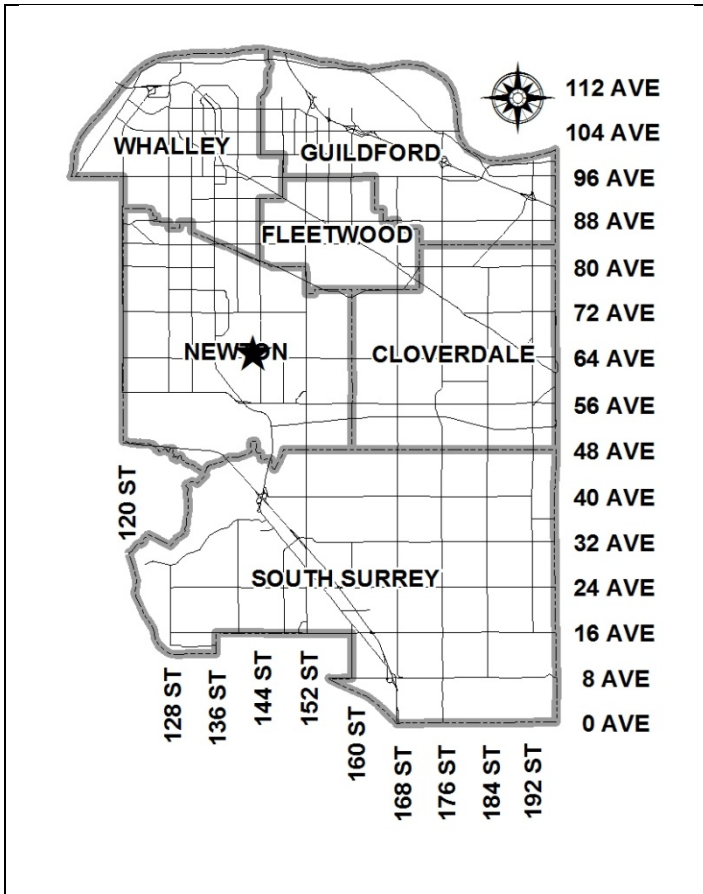 112 AVE
104 AVE
WHALLEY
GUILDFORD
96 AVE
88 AVE
FLEETWOOD
80 AVE
72 AVE
NEWTON
CLOVERDALE
64 AVE
56 AVE
48 AVE
120 ST
40 AVE
32 AVE
SOUTH SURREY
24 AVE
16 AVE
128 ST
136 ST
144 ST
152 ST
8 AVE
160 ST
0 AVE
168 ST
176 ST
184 ST
192 ST